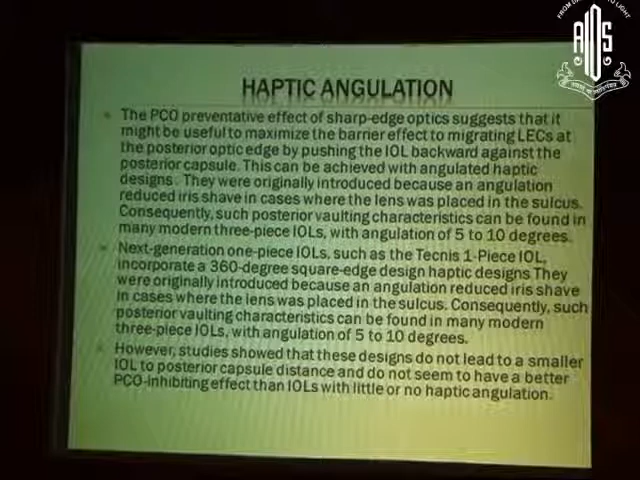 AIOS
HAPTIC ANGULATION
The PCO preventative effect of sharp-edge optics suggests that it
might be useful to maximize the barrier effect to migrating LECs at
the posterior optic edge by pushing the IOL backward against the
posterior capsule. This can be achieved with angulated haptic
designs. They were originally introduced because an angulation
reduced iris shave in cases where the lens was placed in the sulcus.
Consequently, such posterior vaulting characteristics can be found in
many modern three-piece IOLs, with angulation of 5 to 10 degrees.
Next-generation one-piece IOLs, such as the Tecnis 1-Piece IOL,
incorporate a 360-degree square-edge design haptic designs They
were originally introduced because an angulation reduced iris shave
in cases where the lens was placed in the sulcus. Consequently, such
posterior vaulting characteristics can be found in many modern
three-piece IOLs, with angulation of 5 to 10 degrees.
However, studies showed that these designs do not lead to a smaller
IOL to posterior capsule distance and do not seem to have a better
PCO-inhibiting effect than IOLs with little or no haptic angulation.